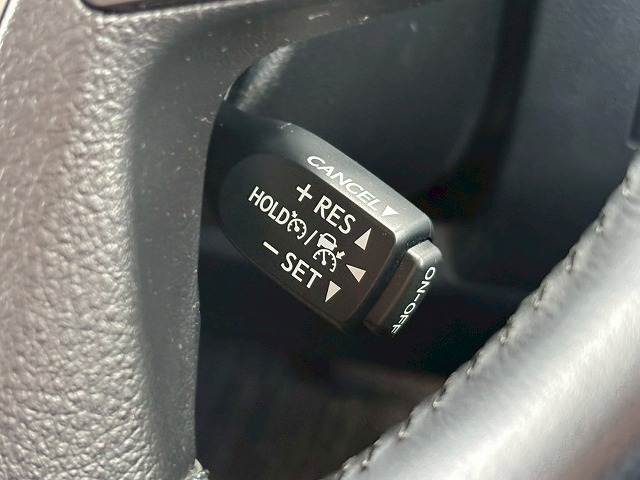 CANCEL▼
+ RES ▲
HOLD / ◀
− SET ▼
ON-OFF